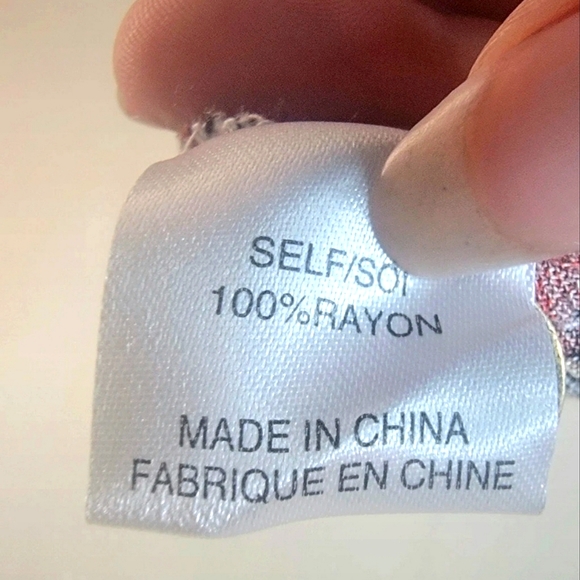 SELF/SOI
100%RAYON
MADE IN CHINA
FABRIQUE EN CHINE